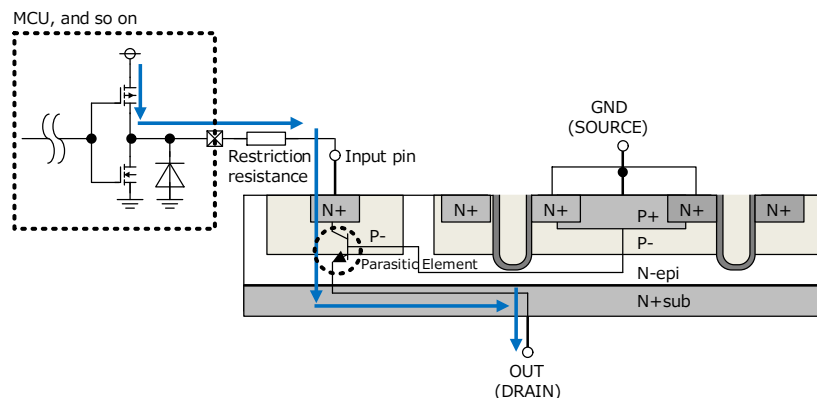 MCU, and so on
Restriction
resistance
Input pin
GND
(SOURCE)
N+
N+
N+
N+
N+
P+
P-
P-
Parasitic Element
N-epi
N+sub
OUT
(DRAIN)